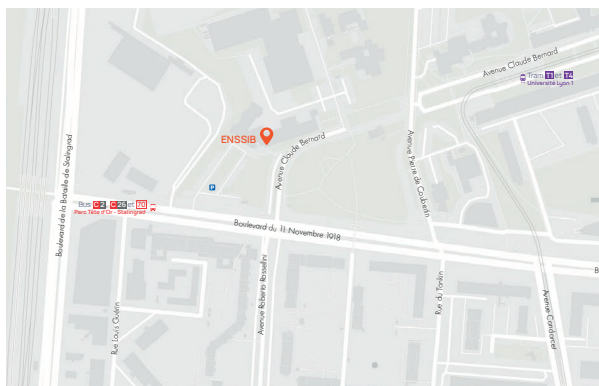 Avenue Claude Bernard
Tram T1 et T4
Université Lyon 1
ENSSIB
Avenue Claude Bernard
Avenue Pierre de Coubertin
Boulevard de la Bataille de Stalingrad
P
Bus C2, C26 et 70
Parc Tête d'Or - Stalingrad
Boulevard du 11 Novembre 1918
B
Rue Louis Guérin
Avenue Roberto Rossellini
Rue du Tonkin
Avenue Condorcet